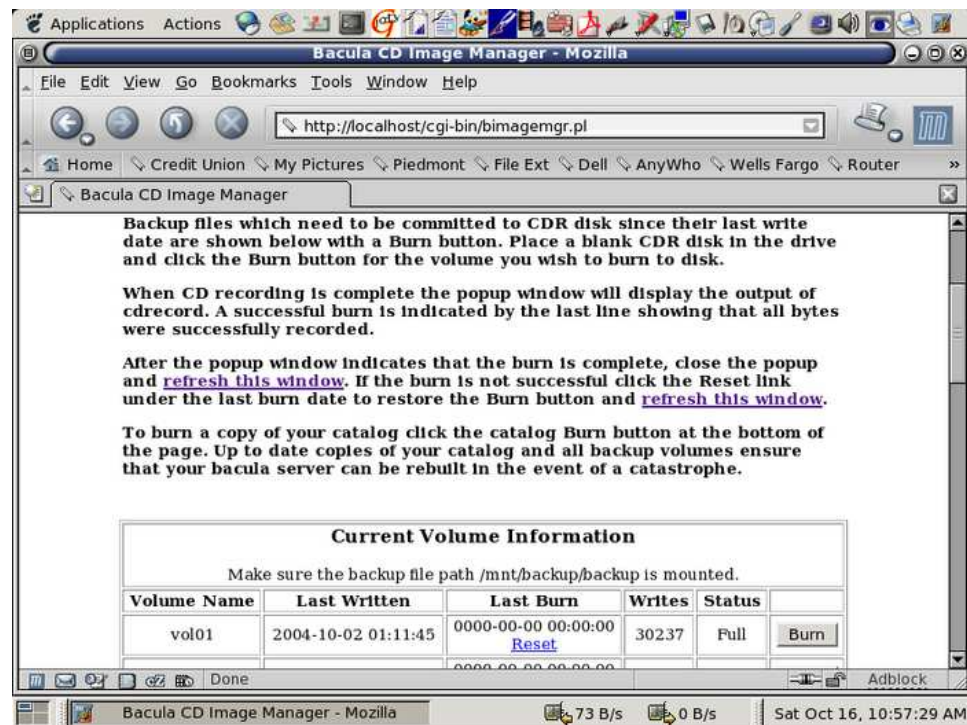 Applications Actions
Bacula CD Image Manager - Mozilla
File Edit View Go Bookmarks Tools Window Help
http://localhost/cgi-bin/bimagemgr.pl
Home Credit Union My Pictures Piedmont File Ext Dell AnyWho Wells Fargo Router »
Bacula CD Image Manager
Backup files which need to be committed to CDR disk since their last write
date are shown below with a Burn button. Place a blank CDR disk in the drive
and click the Burn button for the volume you wish to burn to disk.
When CD recording is complete the popup window will display the output of
cdrecord. A successful burn is indicated by the last line showing that all bytes
were successfully recorded.
After the popup window indicates that the burn is complete, close the popup
and refresh this window. If the burn is not successful click the Reset link
under the last burn date to restore the Burn button and refresh this window.
To burn a copy of your catalog click the catalog Burn button at the bottom of
the page. Up to date copies of your catalog and all backup volumes ensure
that your bacula server can be rebuilt in the event of a catastrophe.
Current Volume Information
Make sure the backup file path /mnt/backup/backup is mounted.
Volume Name Last Written Last Burn Writes Status
vol01 2004-10-02 01:11:45 0000-00-00 00:00:00 30237 Full Burn
Reset
0000-00-00 00:00:00
Done Adblock
Bacula CD Image Manager - Mozilla 73 B/s 0 B/s Sat Oct 16, 10:57:29 AM